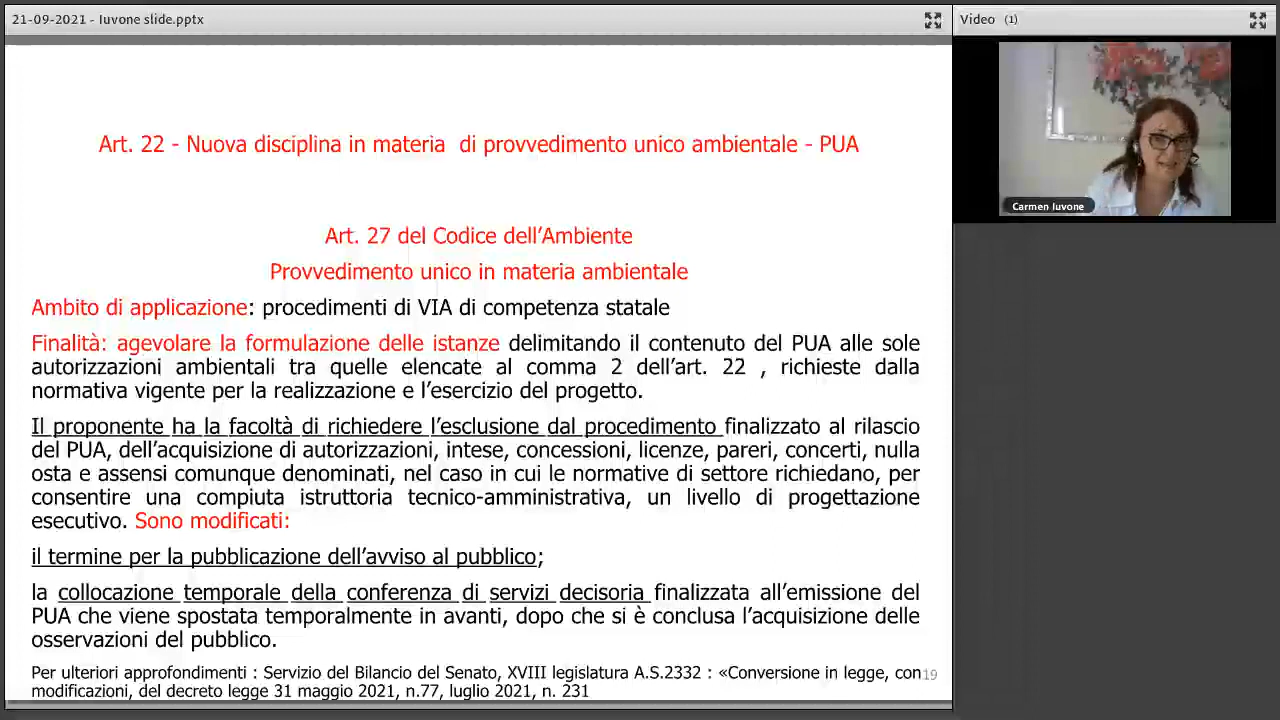 21-09-2021 - Iuvone slide.pptx
Video (1)
Carmen Iuvone
Art. 22 - Nuova disciplina in materia di provvedimento unico ambientale - PUA
Art. 27 del Codice dell'Ambiente
Provvedimento unico in materia ambientale
Ambito di applicazione: procedimenti di VIA di competenza statale
Finalità: agevolare la formulazione delle istanze delimitando il contenuto del PUA alle sole
autorizzazioni ambientali tra quelle elencate al comma 2 dell'art. 22 , richieste dalla
normativa vigente per la realizzazione e l'esercizio del progetto.
Il proponente ha la facoltà di richiedere l'esclusione dal procedimento finalizzato al rilascio
del PUA, dell'acquisizione di autorizzazioni, intese, concessioni, licenze, pareri, concerti, nulla
osta e assensi comunque denominati, nel caso in cui le normative di settore richiedano, per
consentire una compiuta istruttoria tecnico-amministrativa, un livello di progettazione
esecutivo. Sono modificati:
il termine per la pubblicazione dell'avviso al pubblico;
la collocazione temporale della conferenza di servizi decisoria finalizzata all'emissione del
PUA che viene spostata temporalmente in avanti, dopo che si è conclusa l'acquisizione delle
osservazioni del pubblico.
Per ulteriori approfondimenti : Servizio del Bilancio del Senato, XVIII legislatura A.S.2332 : «Conversione in legge, con
modificazioni, del decreto legge 31 maggio 2021, n.77, luglio 2021, n. 231
19